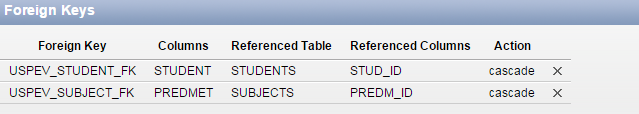 Foreign Keys
Foreign Key Columns Referenced Table Referenced Columns Action
USPEV_STUDENT_FK STUDENT STUDENTS STUD_ID cascade
USPEV_SUBJECT_FK PREDMET SUBJECTS PREDM_ID cascade